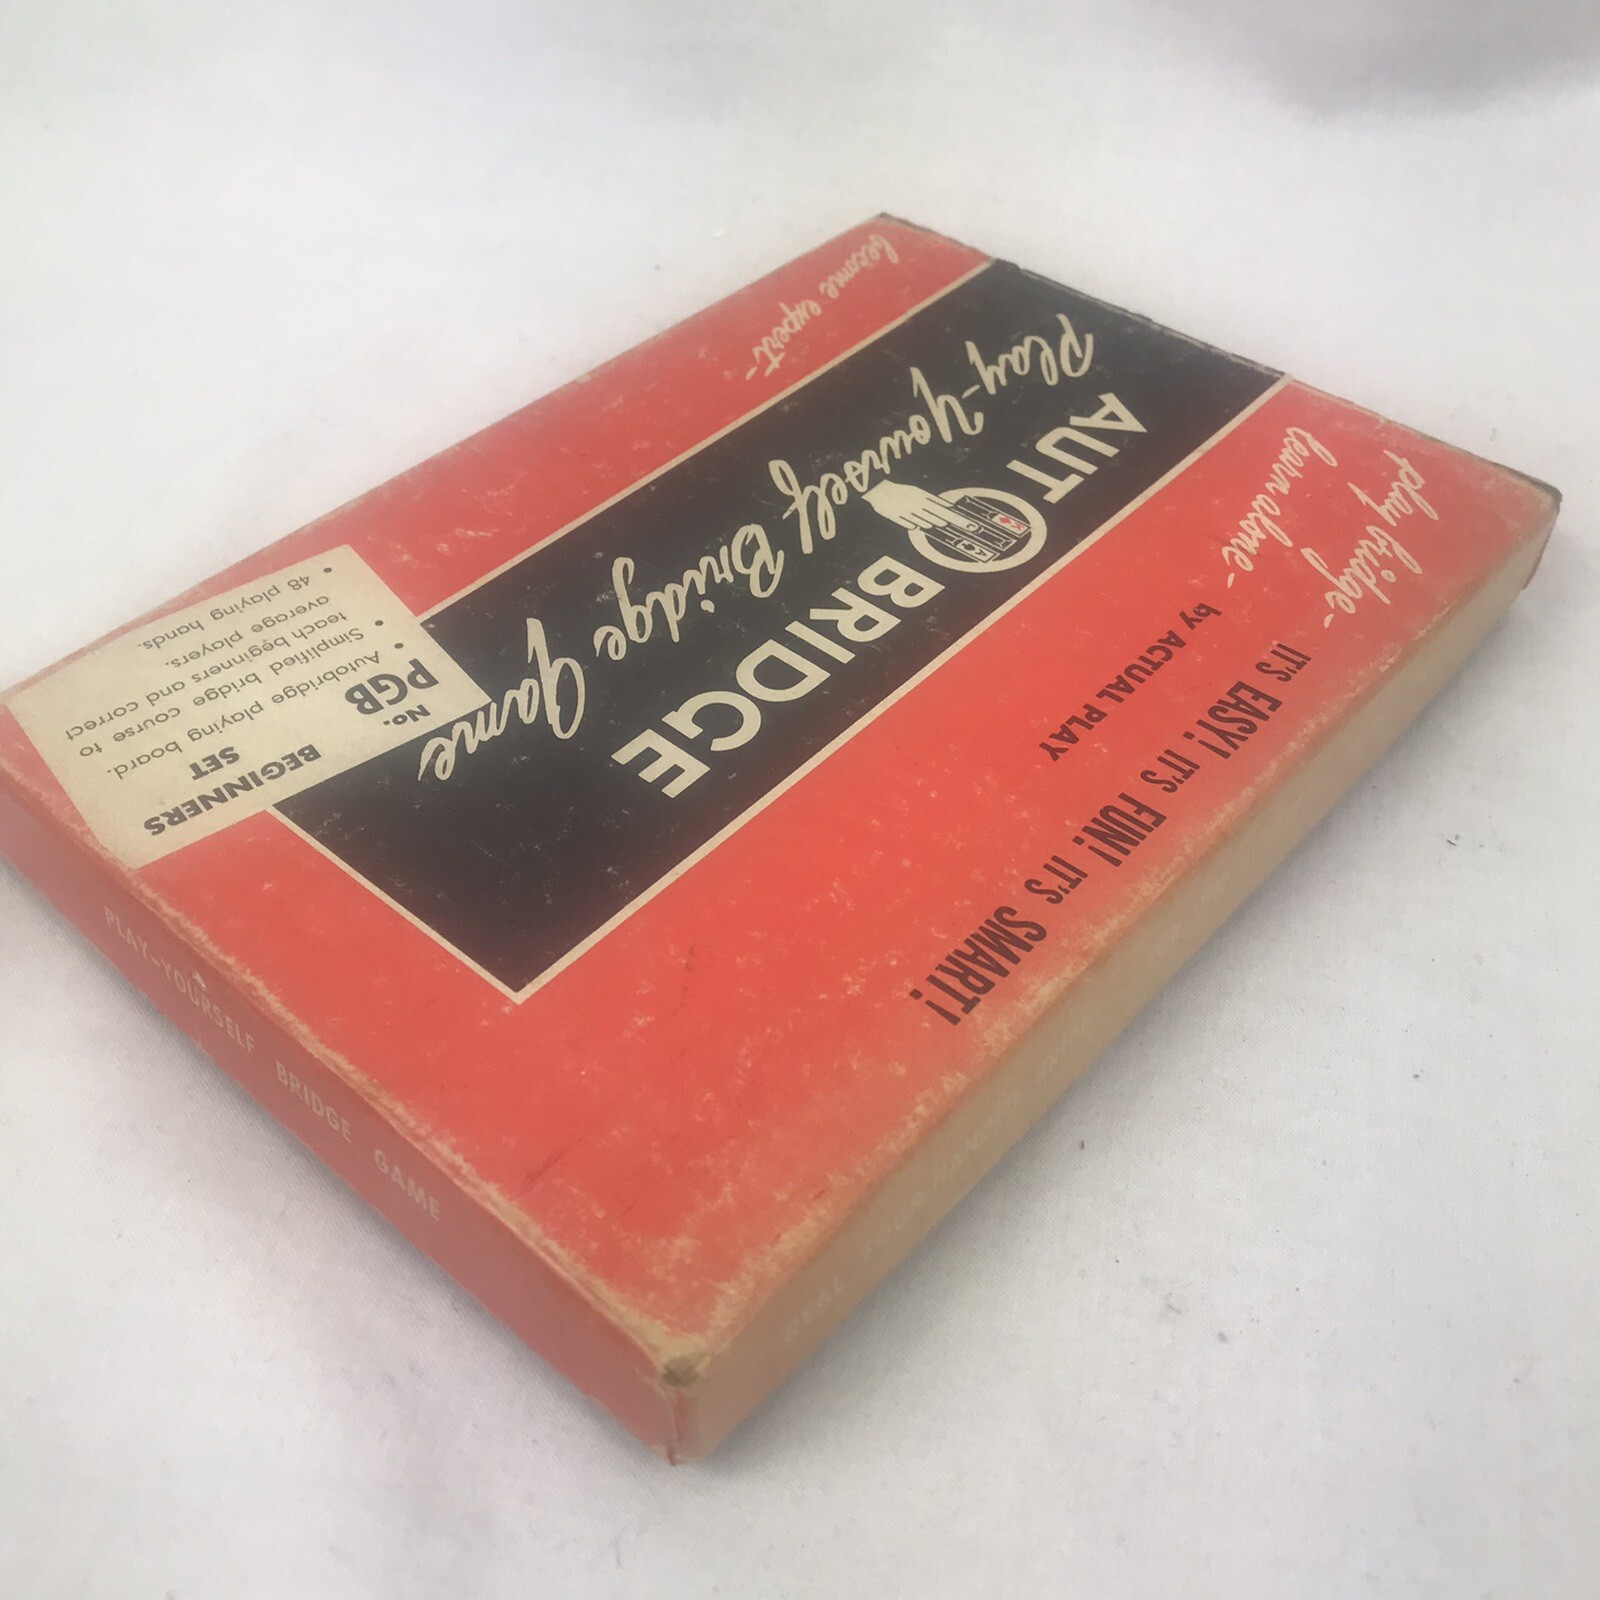 play bridge-
learn alone-
IT'S EASY! IT'S FUN! IT'S SMART!
by ACTUAL PLAY
AUTOBRIDGE
Play-Yourself Bridge Game
become expert-
BEGINNERS
SET
No.
PGB
• Autobridge playing board.
• Simplified bridge course to
teach beginners and correct
average players.
• 48 playing hands.
PLAY-YOURSELF BRIDGE GAME